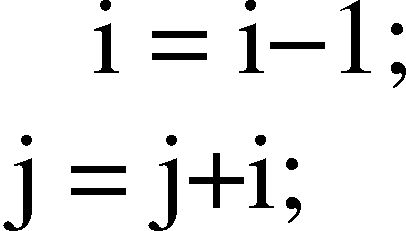 i = i−1;
j = j+i;